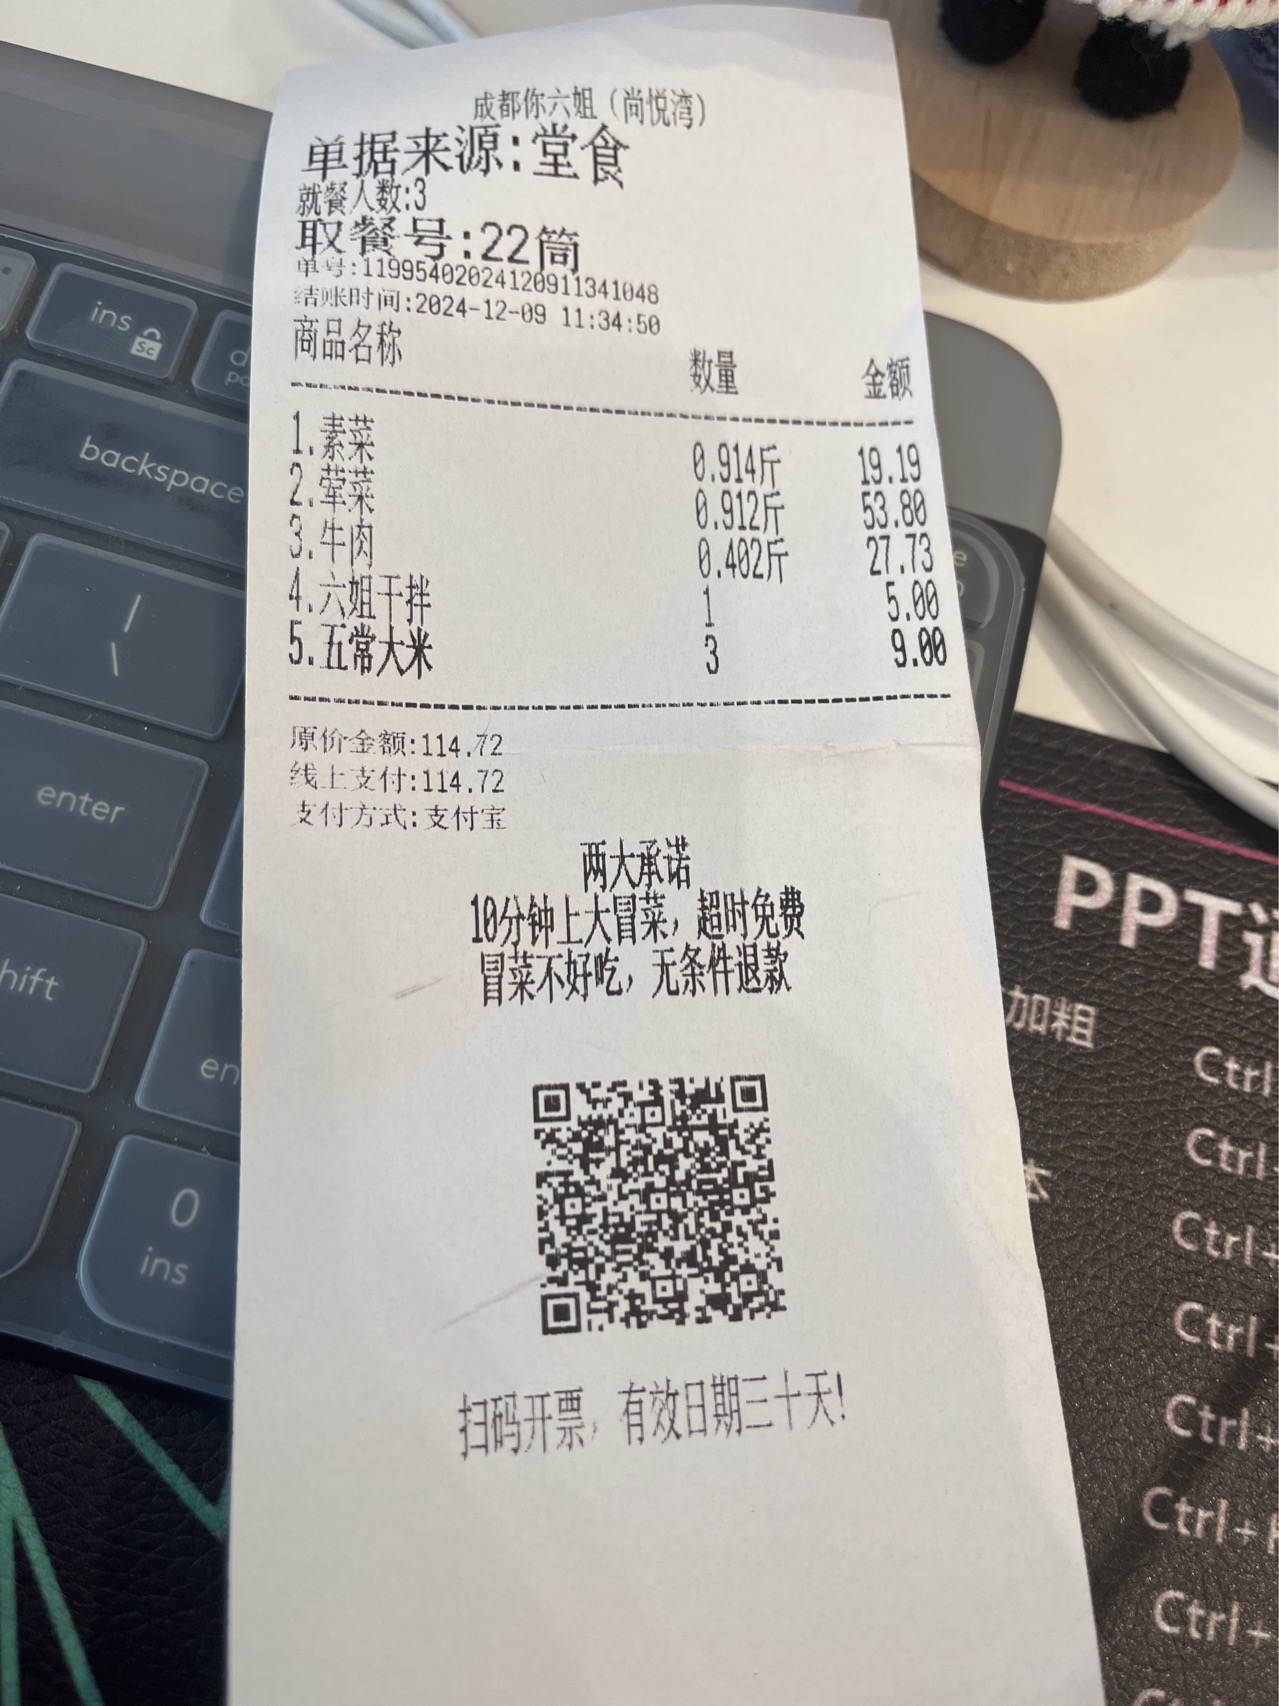 成都你六姐（尚悦湾）
单据来源:堂食
就餐人数:3
取餐号:22筒
单号:11995402024120911341048
结账时间:2024-12-09 11:34:50
商品名称 数量 金额
1.素菜 0.914斤 19.19
2.荤菜 0.912斤 53.80
3.牛肉 0.402斤 27.73
4.六姐干拌 1 5.00
5.五常大米 3 9.00
原价金额:114.72
线上支付:114.72
支付方式:支付宝
两大承诺
10分钟上大冒菜，超时免费
冒菜不好吃，无条件退款
扫码开票，有效日期三十天!
ins
Sc
backspace
|
\
enter
hift
en
0
ins
PPT
加粗
Ctrl
本
Ctrl
Ctrl+
Ctrl+
Ctrl+
Ctrl+
Ctrl+